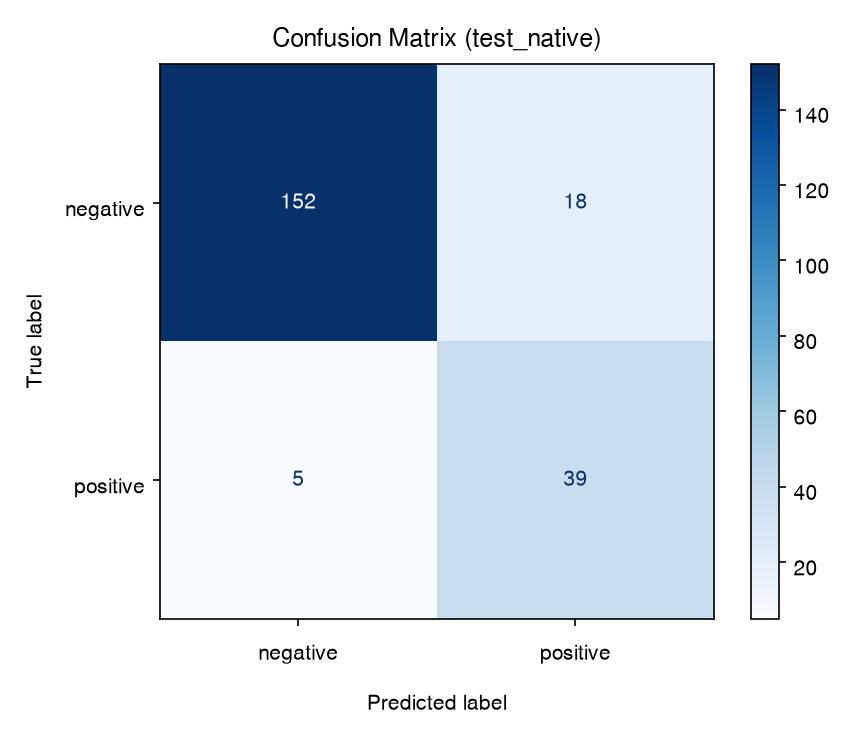 Confusion Matrix (test_native)
True label
negative
positive
152
18
5
39
negative
positive
Predicted label
140
120
100
80
60
40
20